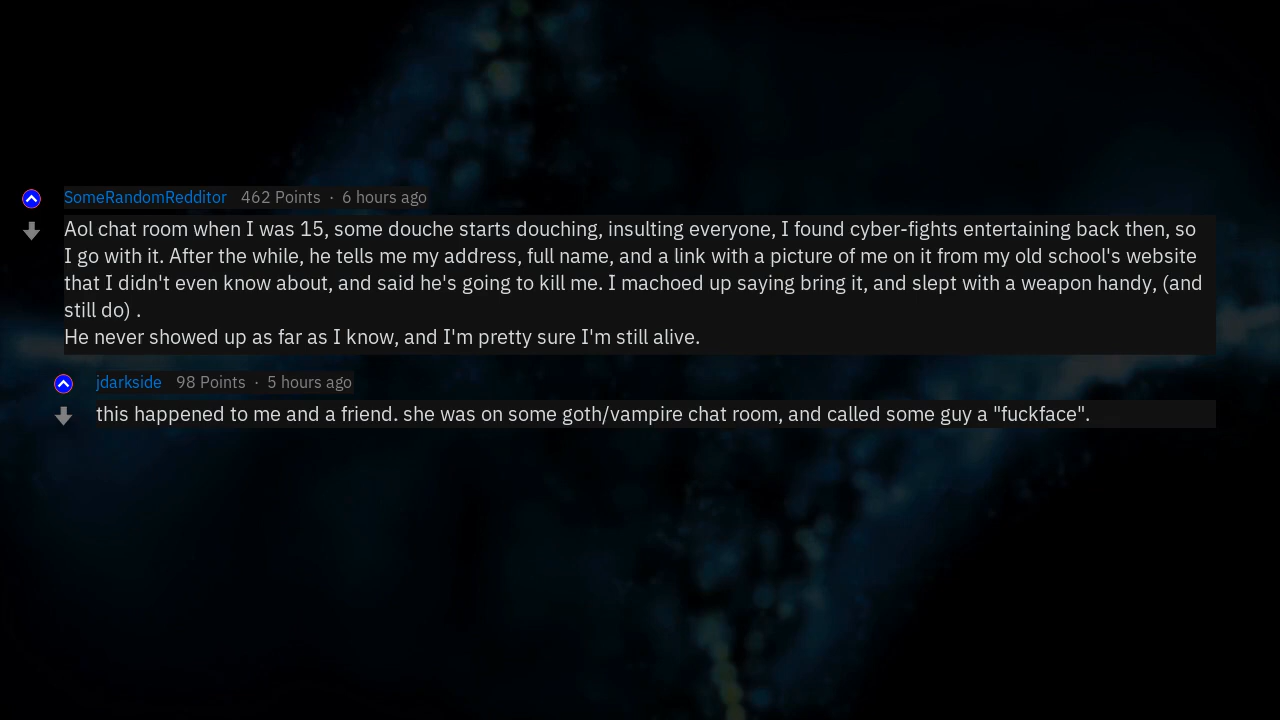 SomeRandomRedditor 462 Points · 6 hours ago
Aol chat room when I was 15, some douche starts douching, insulting everyone, I found cyber-fights entertaining back then, so
I go with it. After the while, he tells me my address, full name, and a link with a picture of me on it from my old school's website
that I didn't even know about, and said he's going to kill me. I machoed up saying bring it, and slept with a weapon handy, (and
still do) .
He never showed up as far as I know, and I'm pretty sure I'm still alive.
jdarkside 98 Points · 5 hours ago
this happened to me and a friend. she was on some goth/vampire chat room, and called some guy a "fuckface".